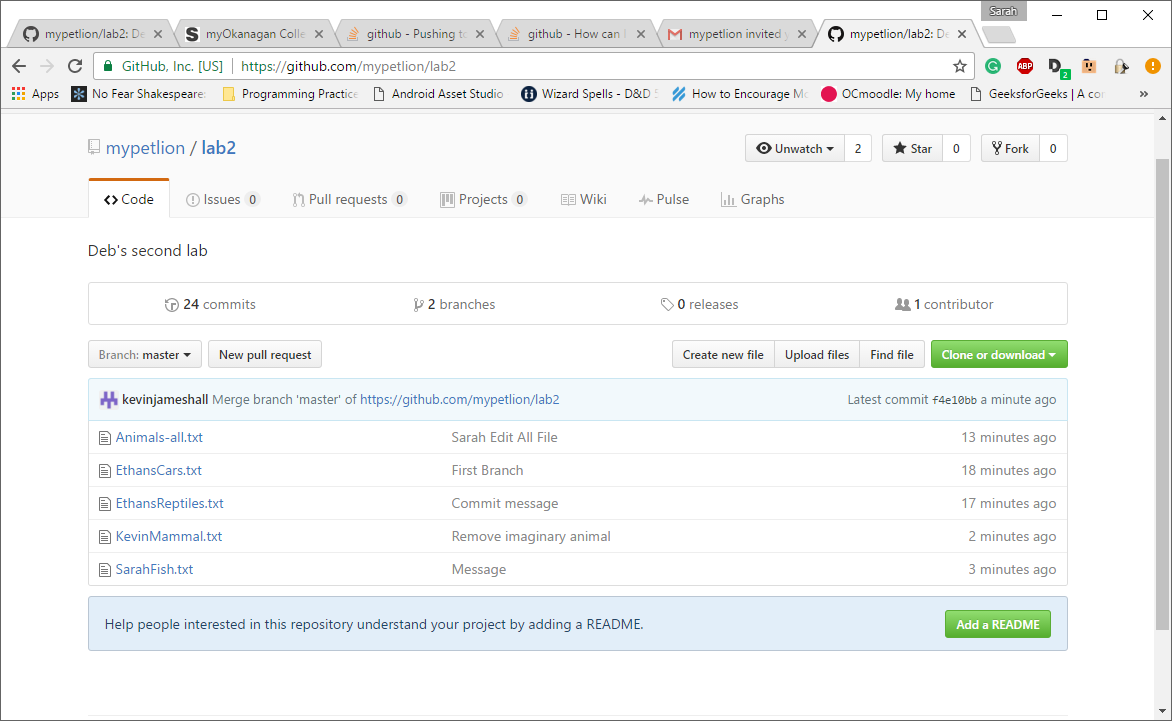 Sarah
mypetlion/lab2: De
myOkanagan Colle
github - Pushing to
github - How can I
mypetlion invited y
mypetlion/lab2: De
GitHub, Inc. [US] https://github.com/mypetlion/lab2
Apps No Fear Shakespeare: Programming Practice Android Asset Studio Wizard Spells - D&D 5 How to Encourage Mo OCmoodle: My home GeeksforGeeks | A co »
mypetlion / lab2
Unwatch 2 Star 0 Fork 0
Code Issues 0 Pull requests 0 Projects 0 Wiki Pulse Graphs
Deb's second lab
24 commits 2 branches 0 releases 1 contributor
Branch: master New pull request Create new file Upload files Find file Clone or download
kevinjameshall Merge branch 'master' of https://github.com/mypetlion/lab2 Latest commit f4e10bb a minute ago
Animals-all.txt Sarah Edit All File 13 minutes ago
EthansCars.txt First Branch 18 minutes ago
EthansReptiles.txt Commit message 17 minutes ago
KevinMammal.txt Remove imaginary animal 2 minutes ago
SarahFish.txt Message 3 minutes ago
Help people interested in this repository understand your project by adding a README. Add a README